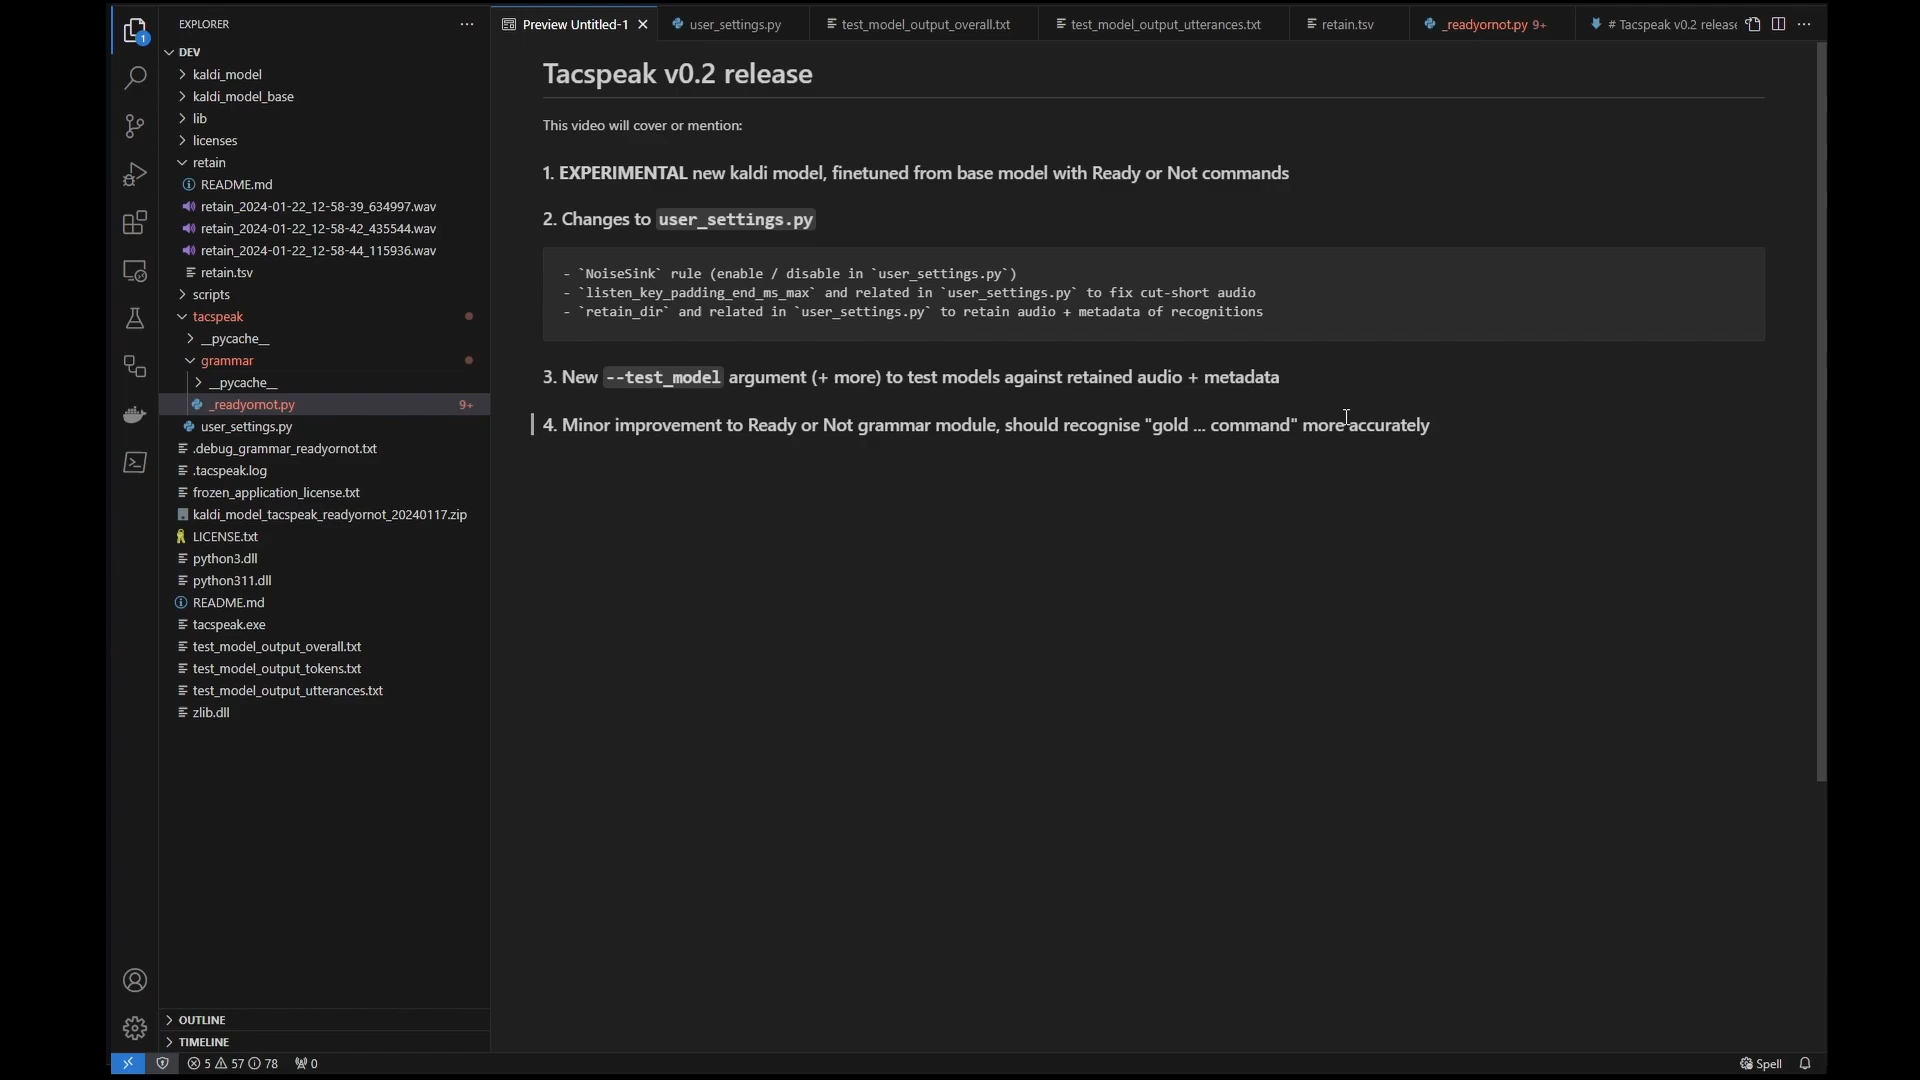 EXPLORER
Preview Untitled-1
user_settings.py
test_model_output_overall.txt
test_model_output_utterances.txt
retain.tsv
_readyornot.py 9+
# Tacspeak v0.2 release
1
DEV
kaldi_model
kaldi_model_base
lib
licenses
retain
README.md
retain_2024-01-22_12-58-39_634997.wav
retain_2024-01-22_12-58-42_435544.wav
retain_2024-01-22_12-58-44_115936.wav
retain.tsv
scripts
tacspeak
__pycache__
grammar
__pycache__
_readyornot.py 9+
user_settings.py
.debug_grammar_readyornot.txt
.tacspeak.log
frozen_application_license.txt
kaldi_model_tacspeak_readyornot_20240117.zip
LICENSE.txt
python3.dll
python311.dll
README.md
tacspeak.exe
test_model_output_overall.txt
test_model_output_tokens.txt
test_model_output_utterances.txt
zlib.dll
OUTLINE
TIMELINE
Tacspeak v0.2 release
This video will cover or mention:
1. EXPERIMENTAL new kaldi model, finetuned from base model with Ready or Not commands
2. Changes to user_settings.py
- `NoiseSink` rule (enable / disable in `user_settings.py`)
- `listen_key_padding_end_ms_max` and related in `user_settings.py` to fix cut-short audio
- `retain_dir` and related in `user_settings.py` to retain audio + metadata of recognitions
3. New --test_model argument (+ more) to test models against retained audio + metadata
4. Minor improvement to Ready or Not grammar module, should recognise "gold ... command" more accurately
5 57 78 0
Spell